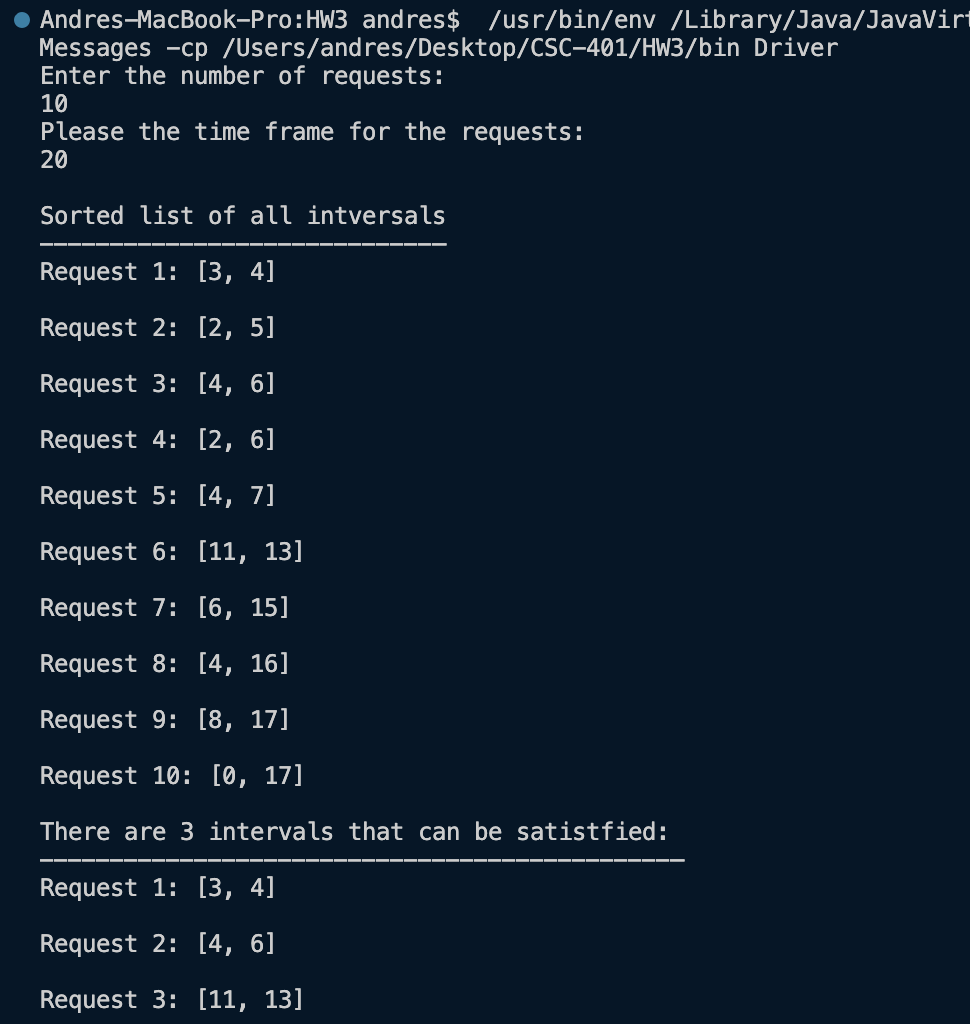 Andres-MacBook-Pro:HW3 andres$  /usr/bin/env /Library/Java/JavaVirt
Messages -cp /Users/andres/Desktop/CSC-401/HW3/bin Driver
Enter the number of requests:
10
Please the time frame for the requests:
20
Sorted list of all intversals
-----------------------------
Request 1: [3, 4]
Request 2: [2, 5]
Request 3: [4, 6]
Request 4: [2, 6]
Request 5: [4, 7]
Request 6: [11, 13]
Request 7: [6, 15]
Request 8: [4, 16]
Request 9: [8, 17]
Request 10: [0, 17]
There are 3 intervals that can be satistfied:
----------------------------------------------
Request 1: [3, 4]
Request 2: [4, 6]
Request 3: [11, 13]